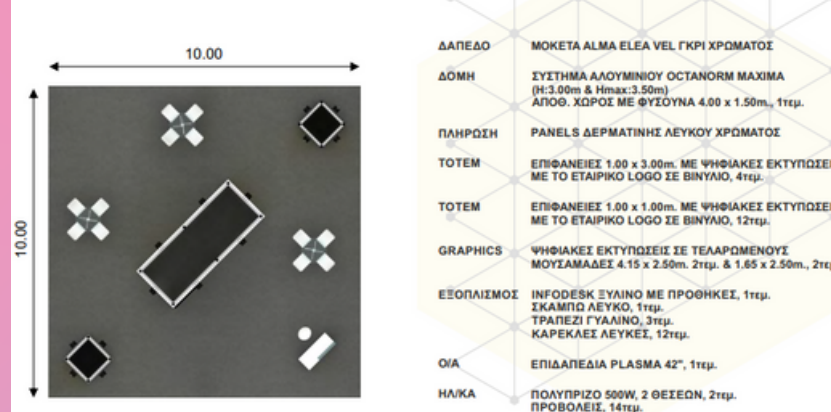 10.00
10.00
ΔΑΠΕΔΟ ΜΟΚΕΤΑ ALMA ELEA VEL ΓΚΡΙ ΧΡΩΜΑΤΟΣ
ΔΟΜΗ ΣΥΣΤΗΜΑ ΑΛΟΥΜΙΝΙΟΥ OCTANORM MAXIMA
(H:3.00m & Hmax:3.50m)
ΑΠΟΘ. ΧΩΡΟΣ ΜΕ ΦΥΣΟΥΝΑ 4.00 x 1.50m., 1τεμ.
ΠΛΗΡΩΣΗ PANELS ΔΕΡΜΑΤΙΝΗΣ ΛΕΥΚΟΥ ΧΡΩΜΑΤΟΣ
TOTEM ΕΠΙΦΑΝΕΙΕΣ 1.00 x 3.00m. ΜΕ ΨΗΦΙΑΚΕΣ ΕΚΤΥΠΩΣΕΙ
ΜΕ ΤΟ ΕΤΑΙΡΙΚΟ LOGO ΣΕ ΒΙΝΥΛΙΟ, 4τεμ.
TOTEM ΕΠΙΦΑΝΕΙΕΣ 1.00 x 1.00m. ΜΕ ΨΗΦΙΑΚΕΣ ΕΚΤΥΠΩΣΕΙ
ΜΕ ΤΟ ΕΤΑΙΡΙΚΟ LOGO ΣΕ ΒΙΝΥΛΙΟ, 12τεμ.
GRAPHICS ΨΗΦΙΑΚΕΣ ΕΚΤΥΠΩΣΕΙΣ ΣΕ ΤΕΛΑΡΩΜΕΝΟΥΣ
ΜΟΥΣΑΜΑΔΕΣ 4.15 x 2.50m. 2τεμ. & 1.65 x 2.50m., 2τεμ
ΕΞΟΠΛΙΣΜΟΣ INFODESK ΞΥΛΙΝΟ ΜΕ ΠΡΟΘΗΚΕΣ, 1τεμ.
ΣΚΑΜΠΩ ΛΕΥΚΟ, 1τεμ.
ΤΡΑΠΕΖΙ ΓΥΑΛΙΝΟ, 3τεμ.
ΚΑΡΕΚΛΕΣ ΛΕΥΚΕΣ, 12τεμ.
Ο/Α ΕΠΙΔΑΠΕΔΙΑ PLASMA 42", 1τεμ.
ΗΛ/ΚΑ ΠΟΛΥΠΡΙΖΟ 500W, 2 ΘΕΣΕΩΝ, 2τεμ.
ΠΡΟΒΟΛΕΙΣ, 14τεμ.